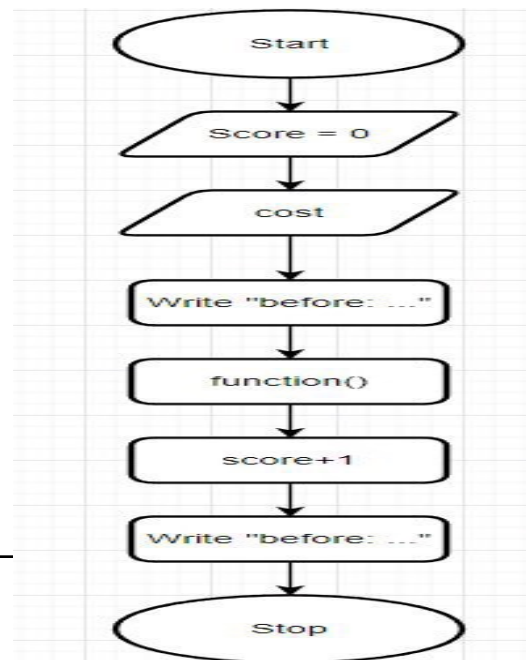 Start
Score = 0
cost
Write "before: ..."
function()
score+1
Write "before: ..."
Stop